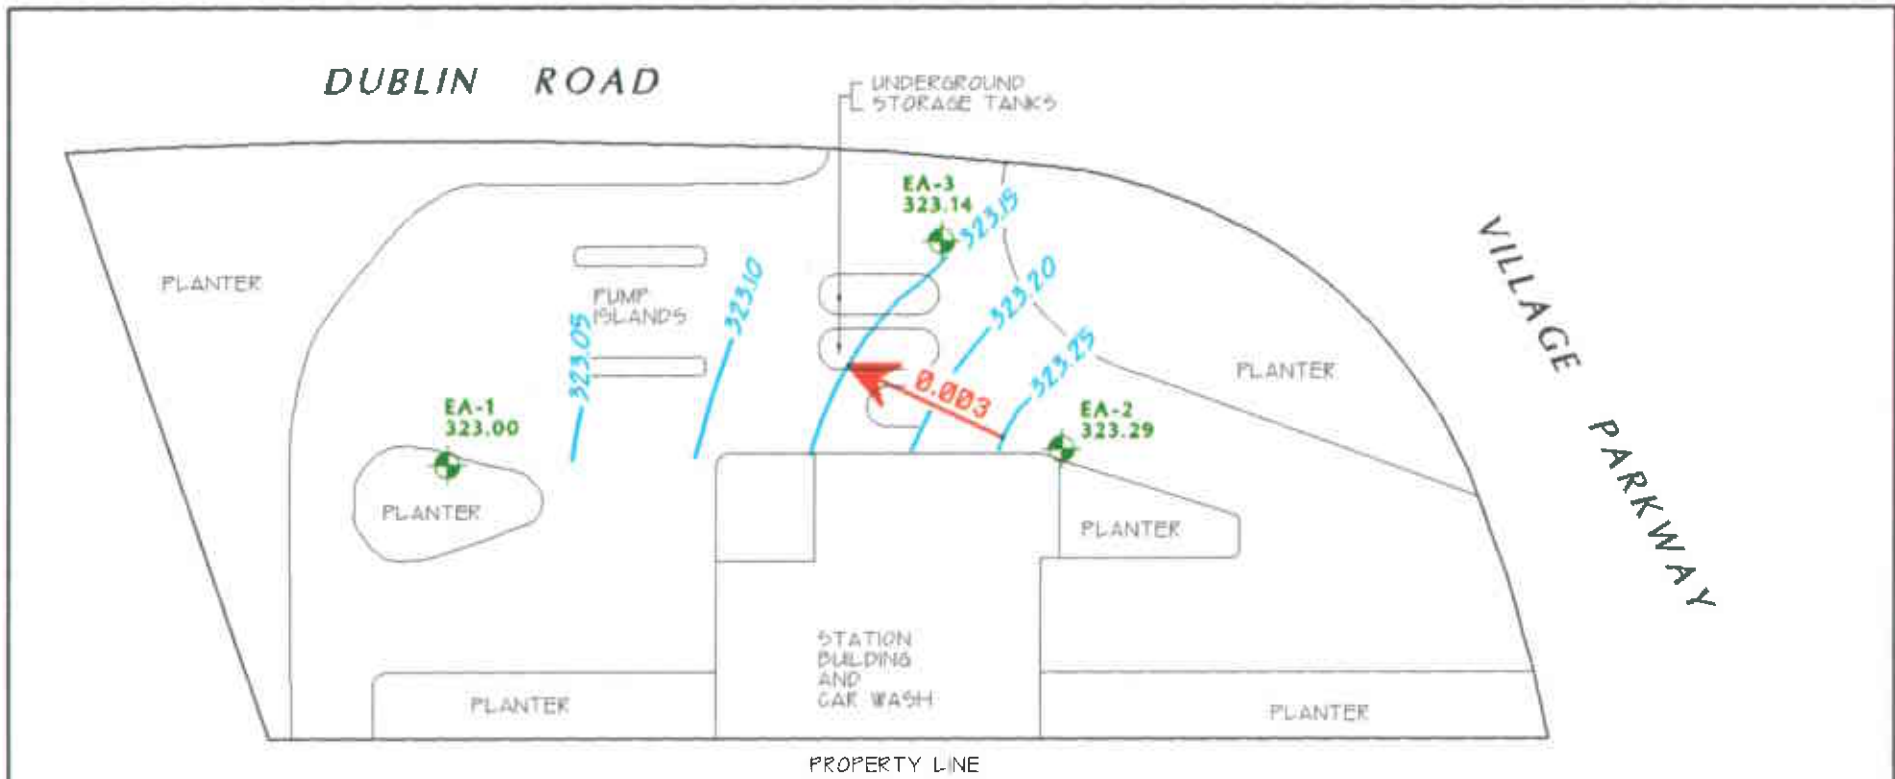 DUBLIN ROAD
UNDERGROUND
STORAGE TANKS
EA-3
323.14
323.15
VILLAGE PARKWAY
PLANTER
PUMP
ISLANDS
323.05
323.10
323.20
323.25
0.003
PLANTER
EA-1
323.00
EA-2
323.29
PLANTER
PLANTER
STATION
BUILDING
AND
CAR WASH
PLANTER
PLANTER
PROPERTY LINE